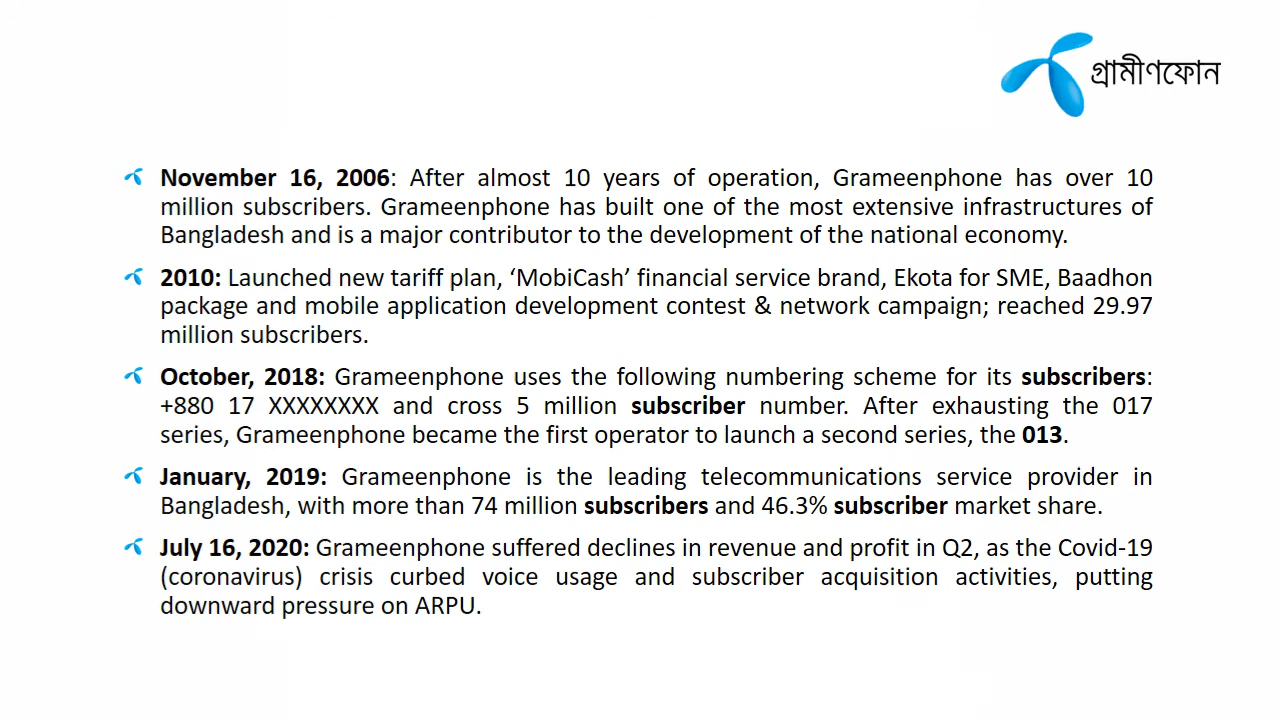 গ্রামীণফোন
November 16, 2006: After almost 10 years of operation, Grameenphone has over 10
million subscribers. Grameenphone has built one of the most extensive infrastructures of
Bangladesh and is a major contributor to the development of the national economy.
2010: Launched new tariff plan, ‘MobiCash’ financial service brand, Ekota for SME, Baadhon
package and mobile application development contest & network campaign; reached 29.97
million subscribers.
October, 2018: Grameenphone uses the following numbering scheme for its subscribers:
+880 17 XXXXXXXX and cross 5 million subscriber number. After exhausting the 017
series, Grameenphone became the first operator to launch a second series, the 013.
January, 2019: Grameenphone is the leading telecommunications service provider in
Bangladesh, with more than 74 million subscribers and 46.3% subscriber market share.
July 16, 2020: Grameenphone suffered declines in revenue and profit in Q2, as the Covid-19
(coronavirus) crisis curbed voice usage and subscriber acquisition activities, putting
downward pressure on ARPU.